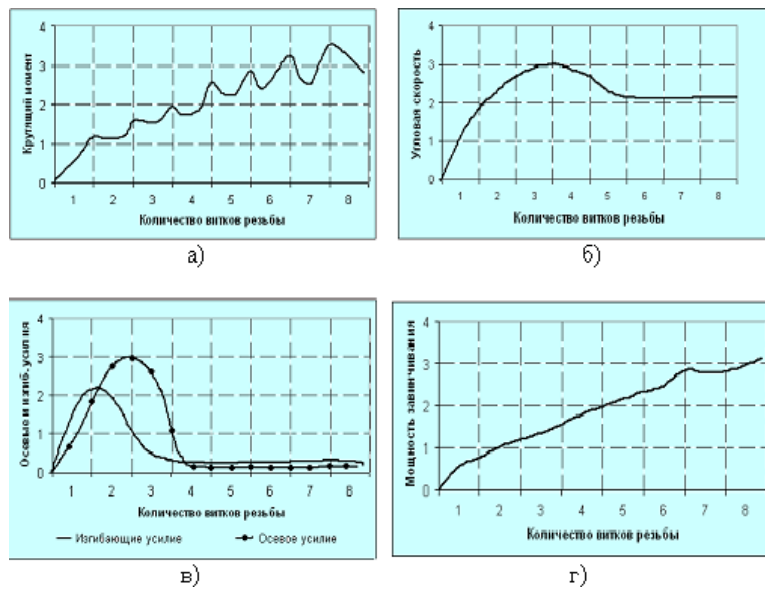 Крутящий момент
4
3
2
1
0
1 2 3 4 5 6 7 8
Количество витков резьбы
а)
Угловая скорость
4
3
2
1
0
1 2 3 4 5 6 7 8
Количество витков резьбы
б)
Осевые и изгиб. усилия
4
3
2
1
0
1 2 3 4 5 6 7 8
Количество витков резьбы
Изгибающие усилие
Осевое усилие
в)
Мощность завинчивания
4
3
2
1
0
1 2 3 4 5 6 7 8
Количество витков резьбы
г)